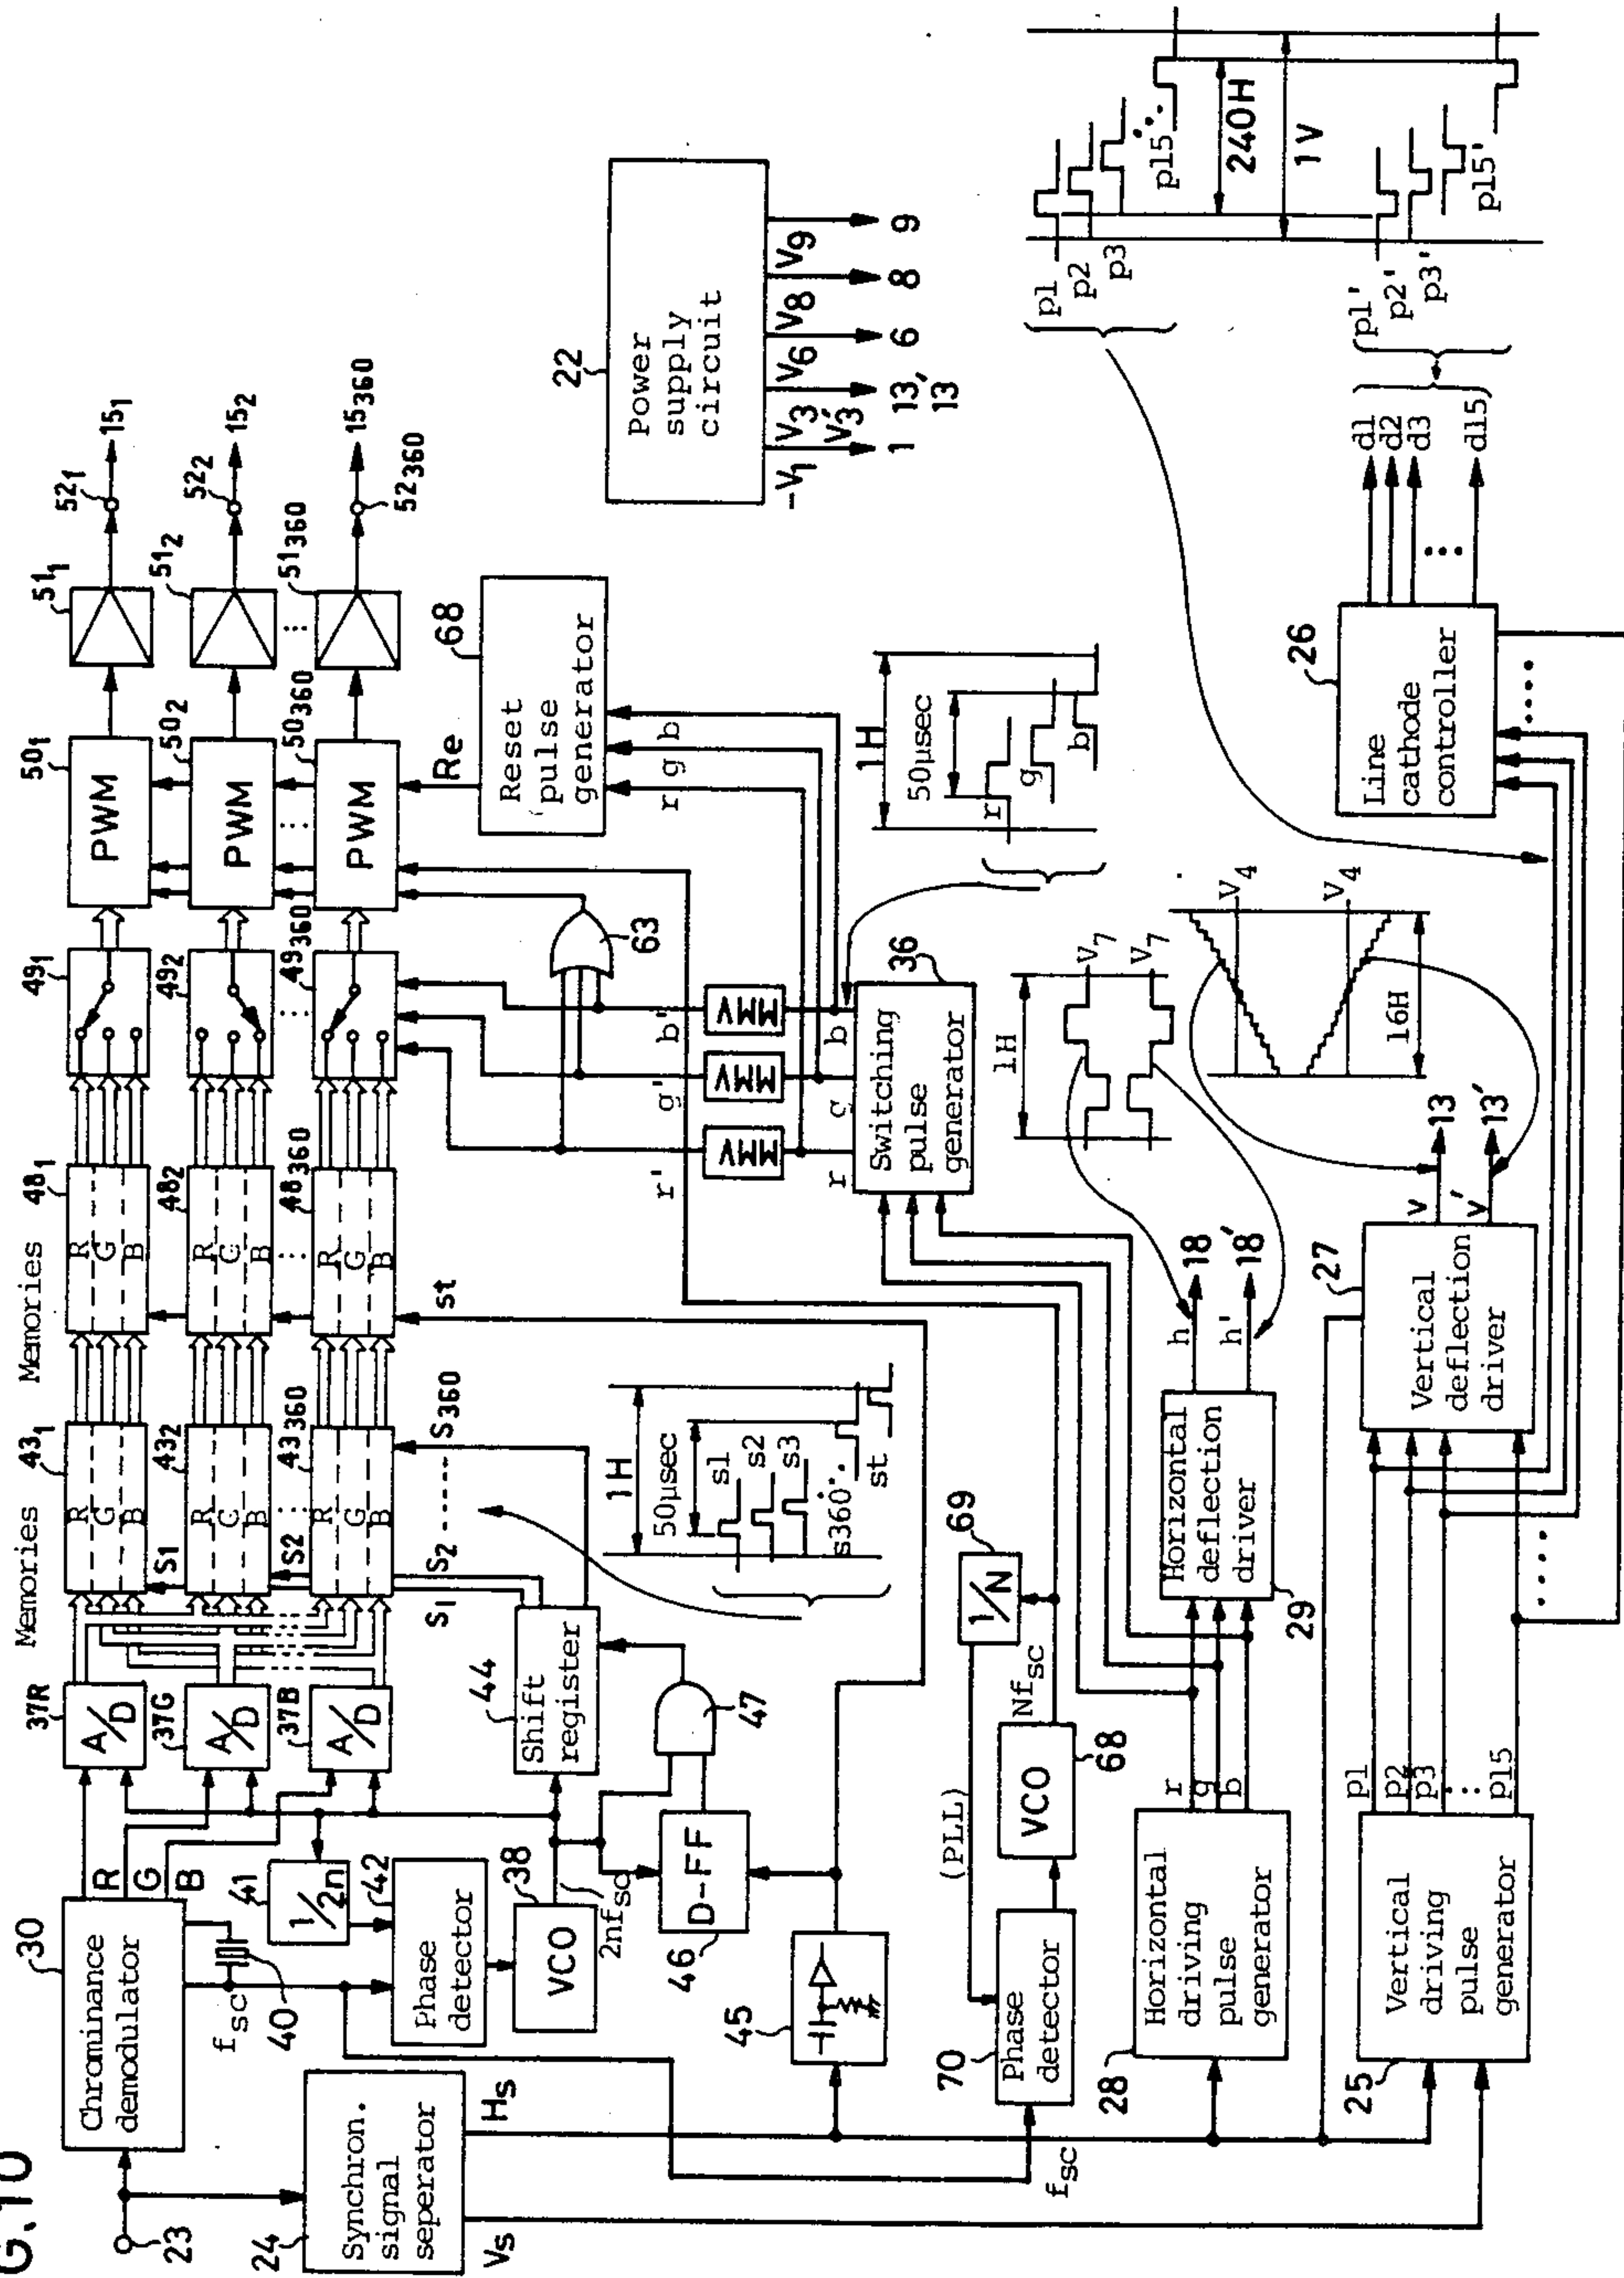 G.10
23
30
Chrominance
demodulator
R
G
B
fsc
40
24
Synchron.
signal
seperator
Hs
Vs
37R
A/D
37G
A/D
37B
A/D
41
1/2n
42
Phase
detector
38
VCO
2nfsc
44
Shift
register
46
D-FF
47
45
Memories
43₁
R
G
B
S1
43₂
R
G
B
S2
43₃₆₀
R
G
B
S₁
S₂ ------ S₃₆₀
1H
50μsec
s1
s2
s3
s360
st
Memories
48₁
R
G
B
48₂
R
C
B
48₃₆₀
R
G
B
st
49₁
49₂
49₃₆₀
50₁
PWM
50₂
PWM
50₃₆₀
PWM
51₁
51₂
51₃₆₀
52₁
15₁
52₂
15₂
52₃₆₀
15₃₆₀
63
Re
68
Reset
pulse
generator
r g b
r' g' b'
MMV
MMV
MMV
r
b
36
Switching
pulse
generator
1H
50μsec
r
g
b
22
Power
supply
circuit
-V₁
V₃
V'₃
V₆
V₈
V₉
1
13,
13'
6
8
9
70
Phase
detector
fsc
(PLL)
VCO
68
Nfsc
1/N
69
28
Horizontal
driving
pulse
generator
r
g
b
Horizontal
deflection
driver
29
h
18
h'
18'
1H
V₇
V₇
25
Vertical
driving
pulse
generator
p1
p2
p3
p15
27
Vertical
deflection
driver
v
13
v'
13'
V₄
V₄
16H
26
Line
cathode
controller
d1
d2
d3
d15
p1
p2
p3
p15
240H
1V
p1'
p2'
p3'
p15'